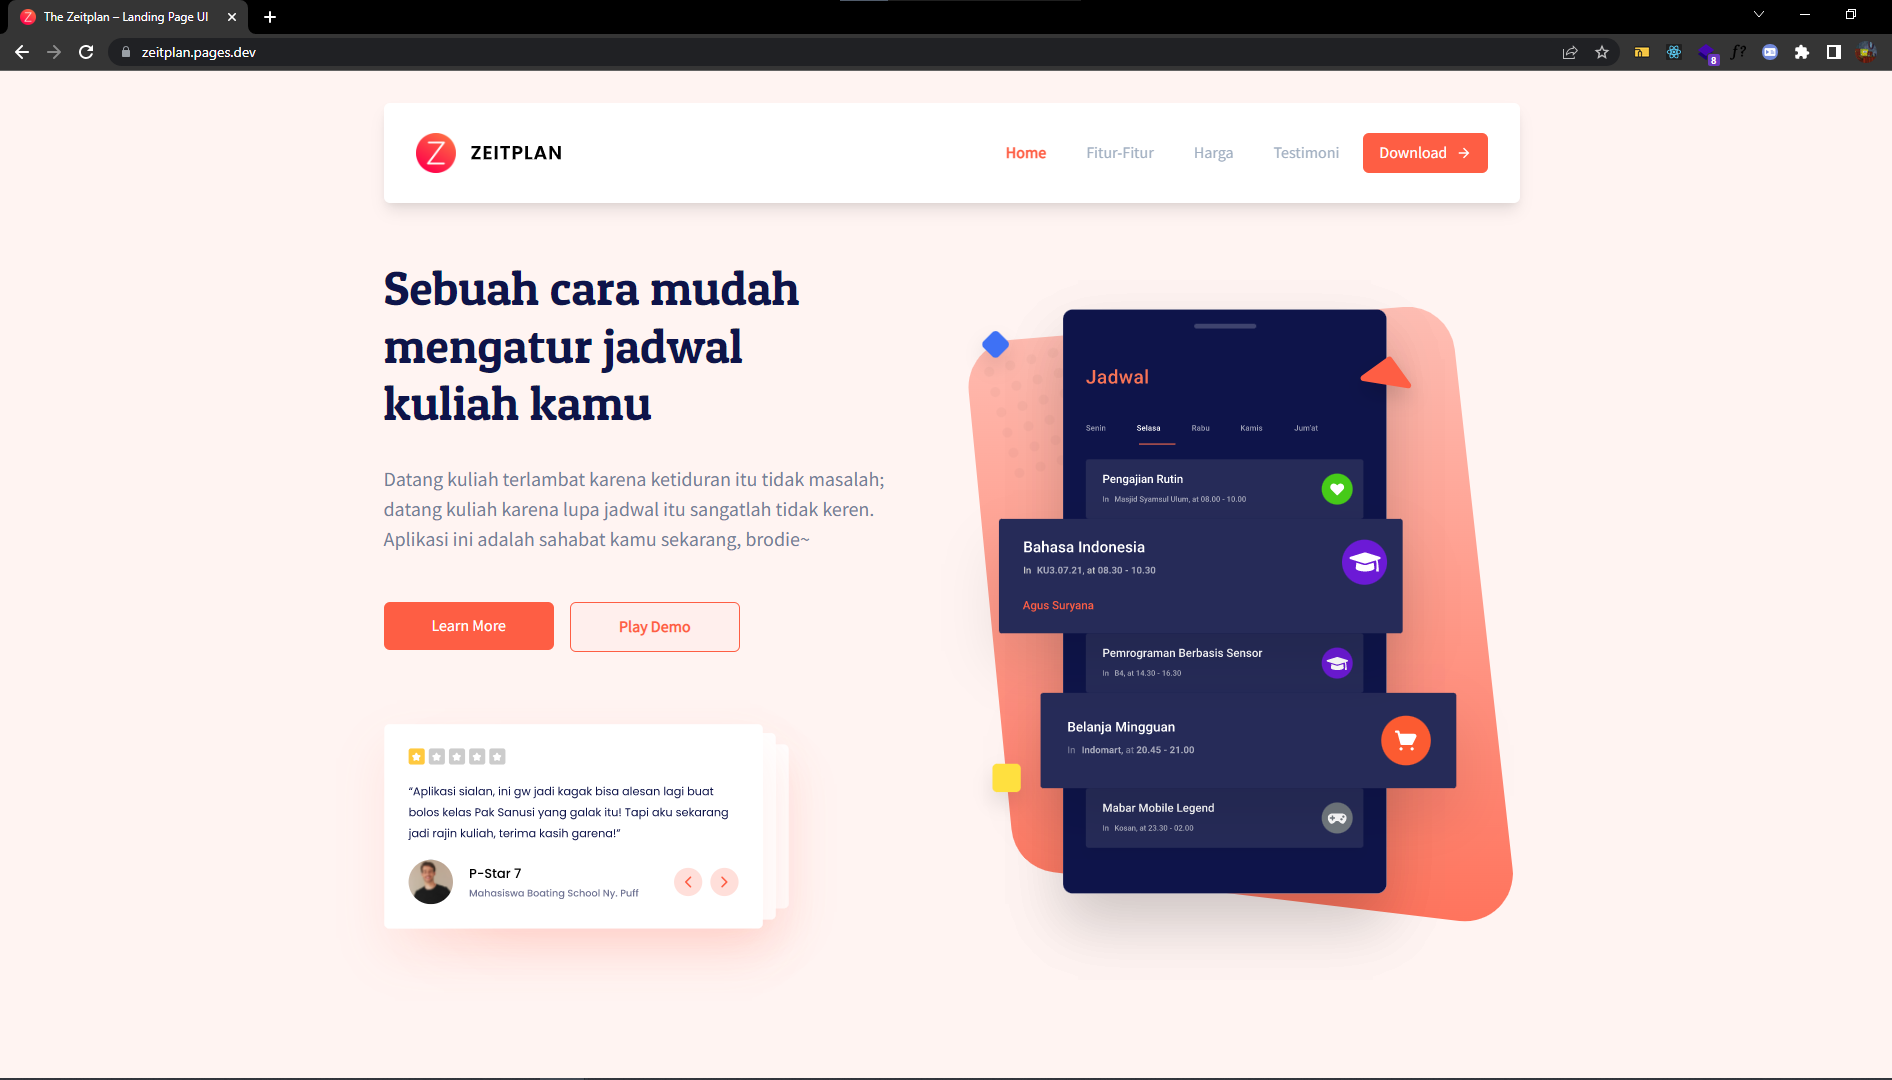 The Zeitplan – Landing Page UI
zeitplan.pages.dev
8
f?
Z ZEITPLAN
Home Fitur-Fitur Harga Testimoni Download
Sebuah cara mudah
mengatur jadwal
kuliah kamu
Datang kuliah terlambat karena ketiduran itu tidak masalah;
datang kuliah karena lupa jadwal itu sangatlah tidak keren.
Aplikasi ini adalah sahabat kamu sekarang, brodie~
Learn More Play Demo
“Aplikasi sialan, ini gw jadi kagak bisa alesan lagi buat
bolos kelas Pak Sanusi yang galak itu! Tapi aku sekarang
jadi rajin kuliah, terima kasih garena!”
P-Star 7
Mahasiswa Boating School Ny. Puff
Jadwal
Senin Selasa Rabu Kamis Jum'at
Pengajian Rutin
In Masjid Syamsul Ulum, at 08.00 - 10.00
Bahasa Indonesia
In KU3.07.21, at 08.30 - 10.30
Agus Suryana
Pemrograman Berbasis Sensor
In B4, at 14.30 - 16.30
Belanja Mingguan
In Indomart, at 20.45 - 21.00
Mabar Mobile Legend
In Kosan, at 23.30 - 02.00